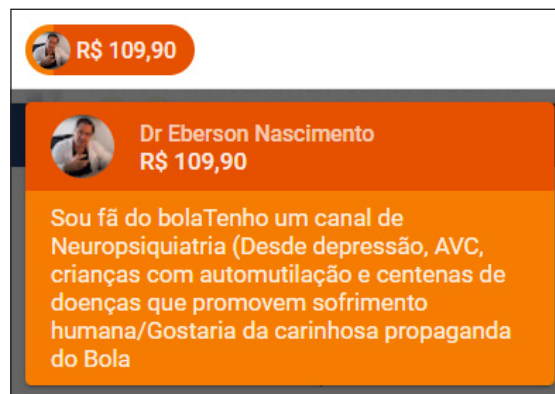 R$ 109,90
Dr Eberson Nascimento
R$ 109,90
Sou fã do bolaTenho um canal de
Neuropsiquiatria (Desde depressão, AVC,
crianças com automutilação e centenas de
doenças que promovem sofrimento
humana/Gostaria da carinhosa propaganda
do Bola